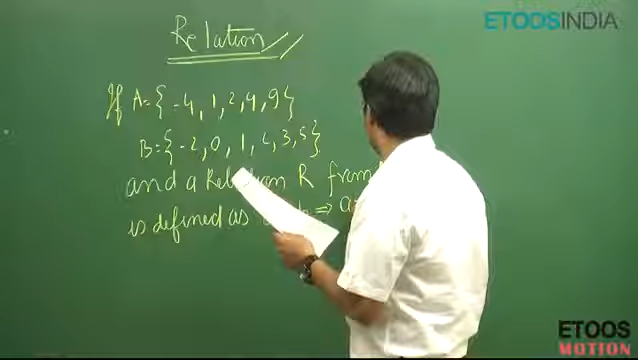 ETOOSINDIA
Relation
If A={-4, 1, 2, 4, 9}
B={-2, 0, 1, 2, 3, 5}
and a Relation R from
is defined as ⇒ a
ETOOS
MOTION